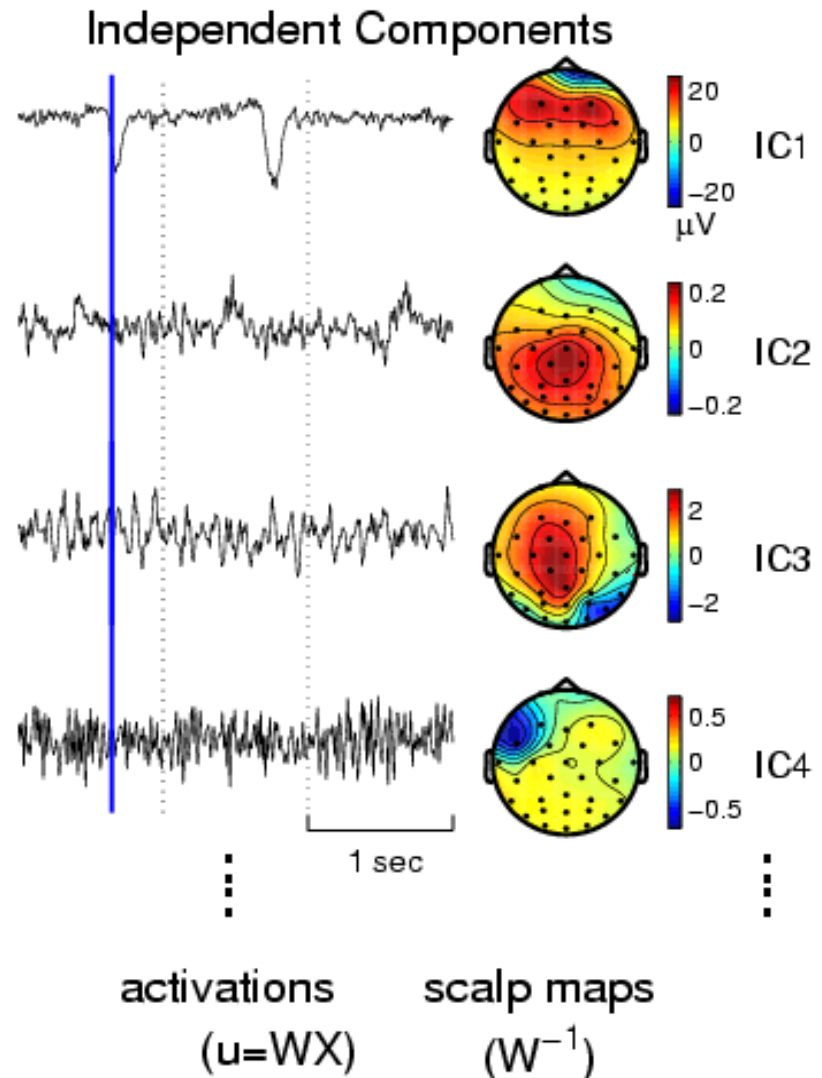 Independent Components
20
0
−20
μV
IC1
0.2
0
−0.2
IC2
2
0
−2
IC3
0.5
0
−0.5
IC4
1 sec
activations
scalp maps
(u=WX)
(W⁻¹)